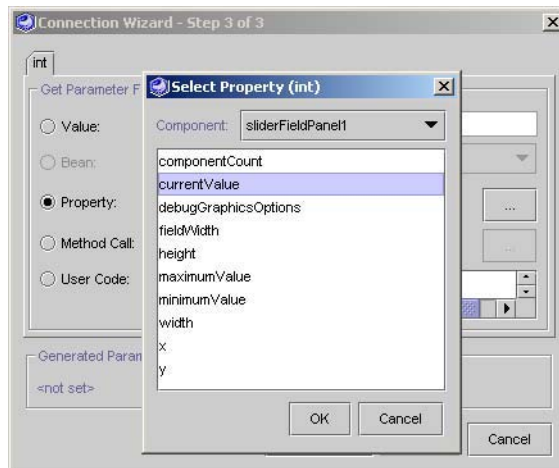 Connection Wizard - Step 3 of 3
int
Get Parameter F
Value:
Bean:
Property:
...
Method Call:
...
User Code:
Generated Param
<not set>
Cancel
Select Property (int)
Component: sliderFieldPanel1
componentCount
currentValue
debugGraphicsOptions
fieldWidth
height
maximumValue
minimumValue
width
x
y
OK Cancel